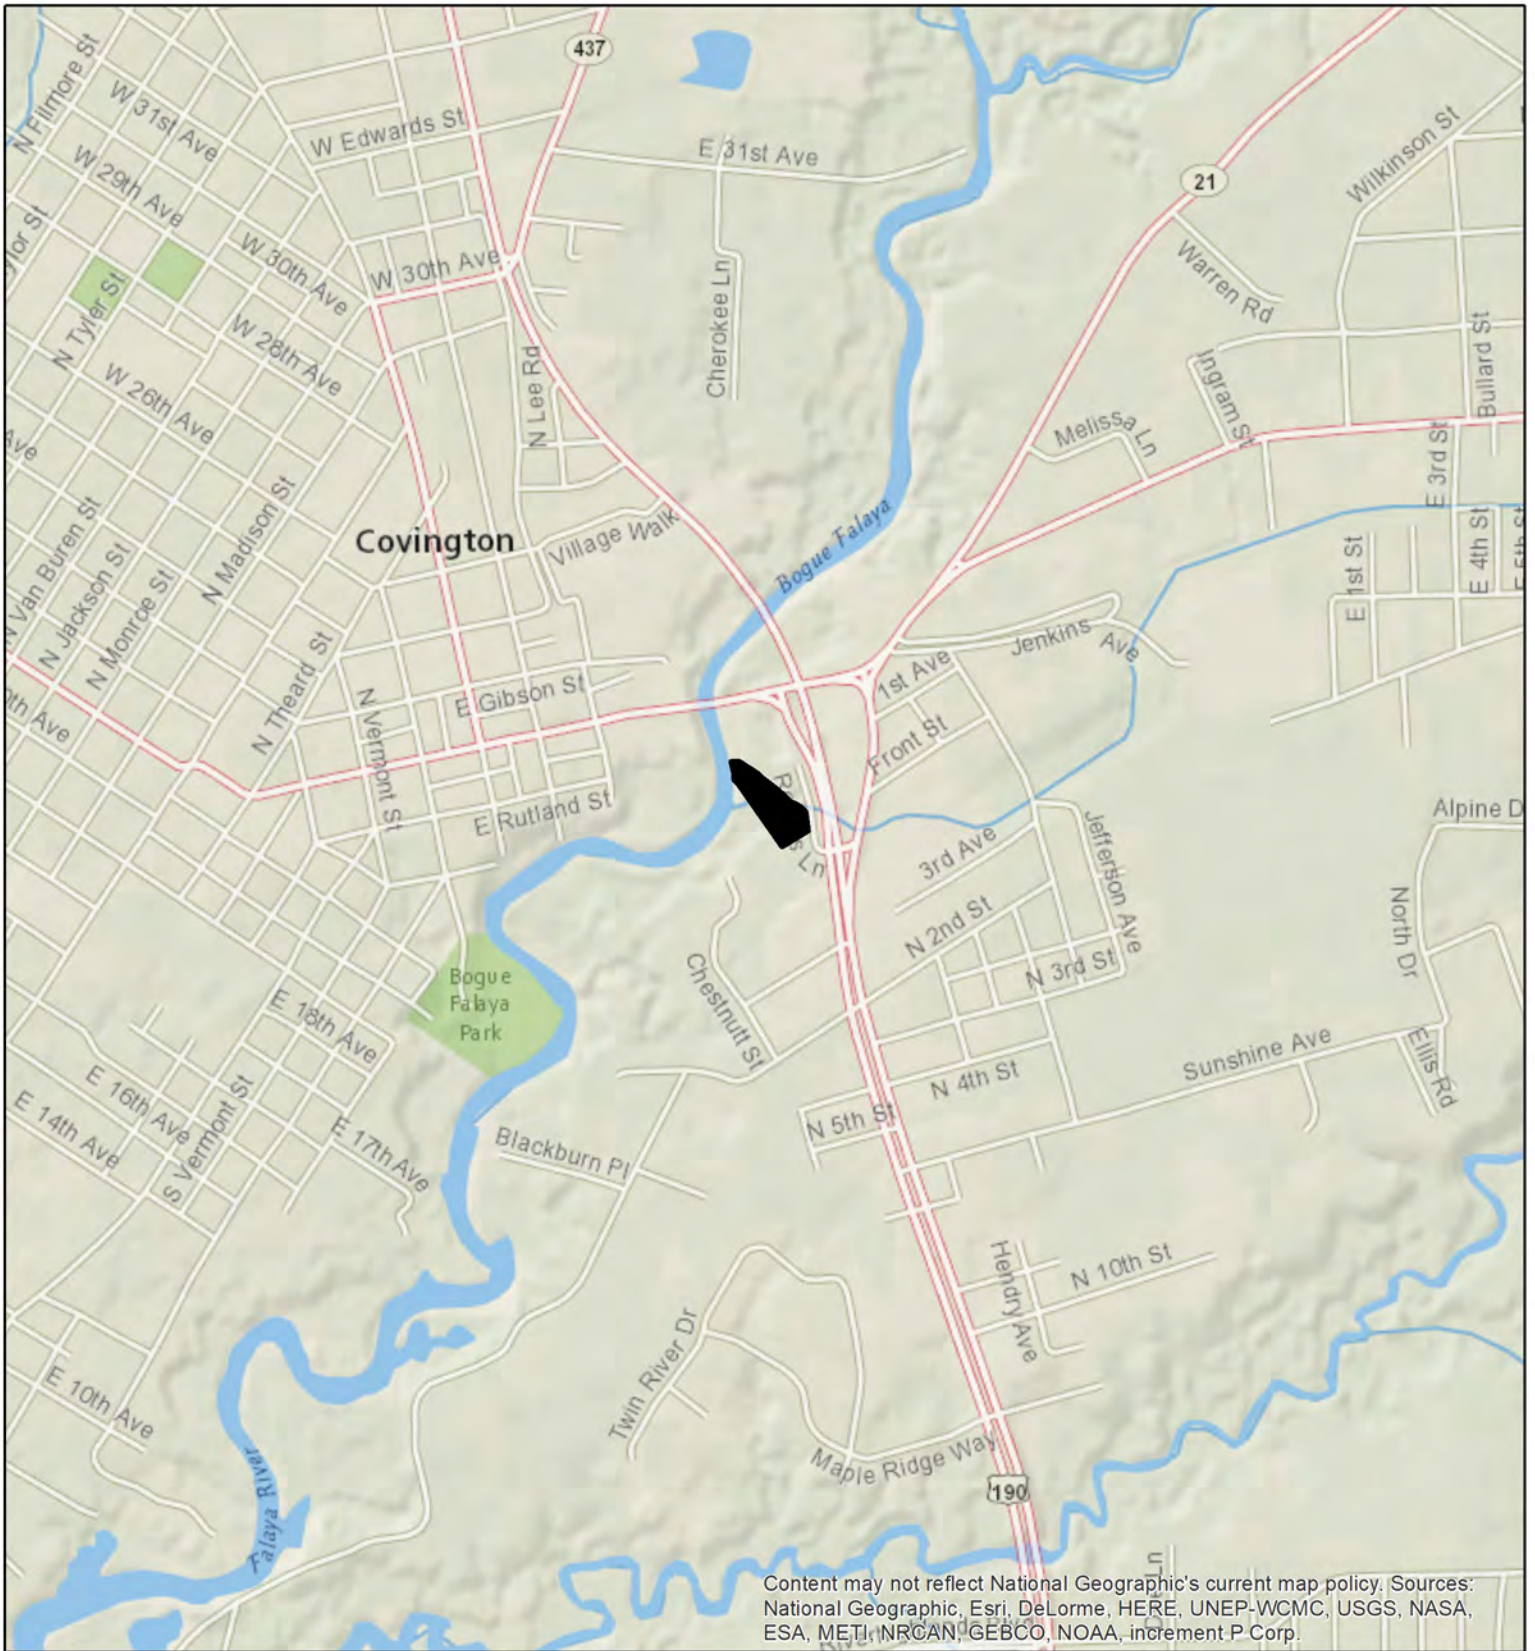 437
N Fillmore St
W 31st Ave
W Edwards St
E 31st Ave
Wilkinson St
W 29th Ave
21
W 30th Ave
W 30th Ave
Warren Rd
N Tyler St
Cherokee Ln
W 28th Ave
N Lee Rd
Ingram St
Bullard St
W 26th Ave
Melissa Ln
Ave
E 3rd St
N Madison St
Covington
Village Walk
Bogue Falaya
N Van Buren St
N Jackson St
N Monroe St
E 1st St
E 4th St
E 5th St
Jenkins Ave
N Theard St
N Vermont St
E Gibson St
1st Ave
Front St
E Rutland St
Ln
3rd Ave
Jefferson Ave
Alpine D
N 2nd St
North Dr
N 3rd St
Bogue
Falaya
Park
Chestnutt St
E 18th Ave
Sunshine Ave
Ellis Rd
E 16th Ave
E 14th Ave
S Vermont St
E 17th Ave
N 4th St
N 5th St
Blackburn Pl
Hendry Ave
N 10th St
Twin River Dr
E 10th Ave
Maple Ridge Way
190
Falaya River
Ln
Content may not reflect National Geographic's current map policy. Sources:
National Geographic, Esri, DeLorme, HERE, UNEP-WCMC, USGS, NASA,
ESA, METI, NRCAN, GEBCO, NOAA, increment P Corp.